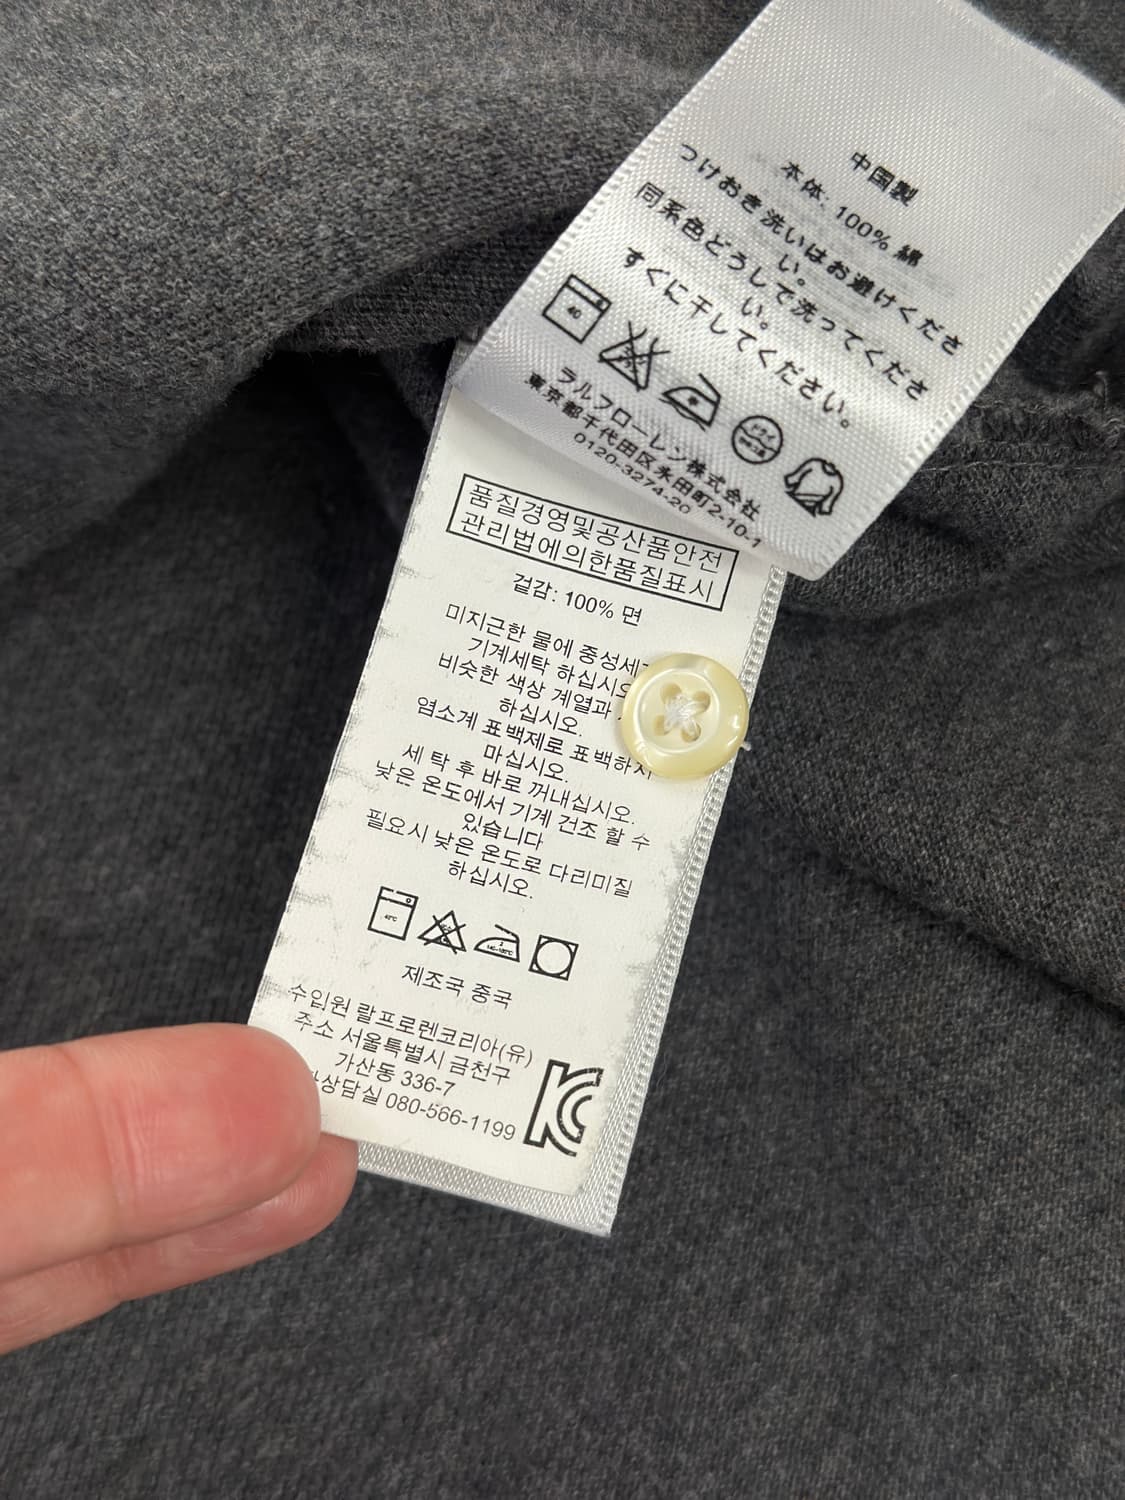 中国製
本体: 100% 綿
つけおき洗いはお避けくださ
い。
同系色どうしで洗ってくださ
い。
すぐに干してください。
40
ドライ
ラルフローレン株式会社
東京都千代田区永田町2-10-1
0120-3274-20
품질경영및공산품안전
관리법에의한품질표시
겉감: 100% 면
미지근한 물에 중성세
기계세탁 하십시오
비슷한 색상 계열과
하십시오.
염소계 표백제로 표백하지
마십시오.
세 탁 후 바로 꺼내십시오.
낮은 온도에서 기계 건조 할 수
있습니다
필요시 낮은 온도로 다리미질
하십시오.
40℃
제조국 중국
수입원 랄프로렌코리아(유)
주소 서울특별시 금천구
가산동 336-7
상담실 080-566-1199
KC